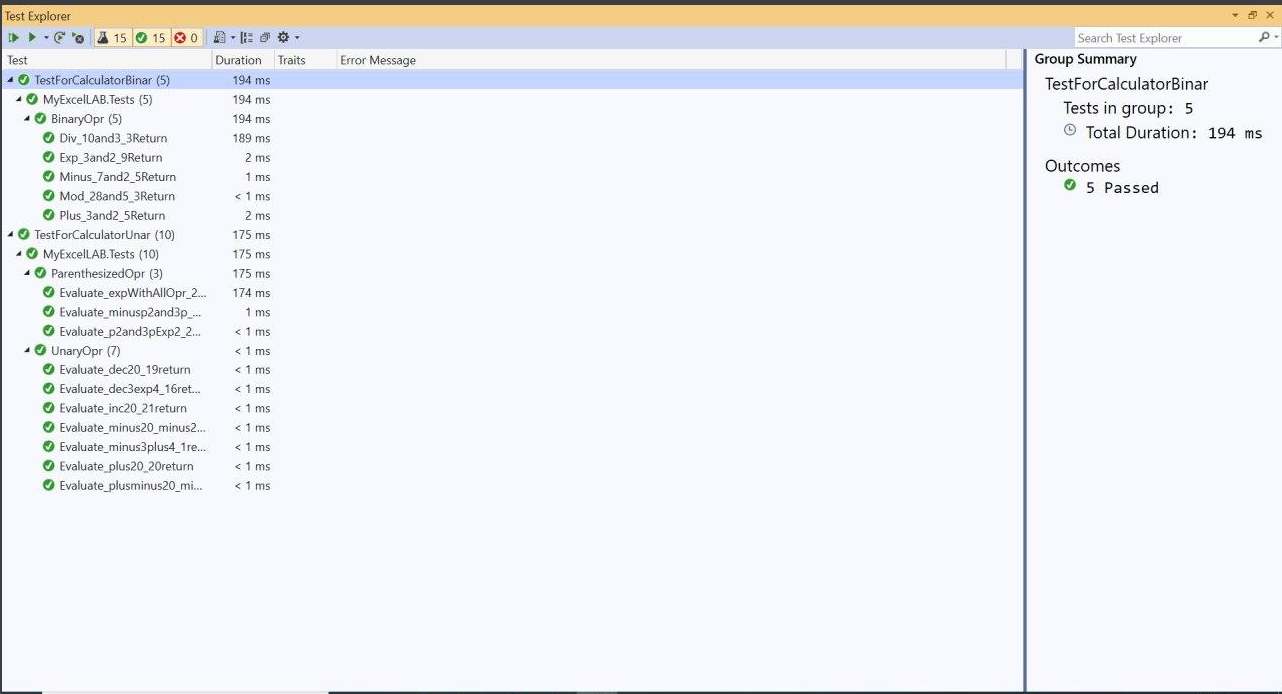 Test Explorer
15 15 0
Search Test Explorer
Test Duration Traits Error Message
TestForCalculatorBinar (5) 194 ms
MyExcelLAB.Tests (5) 194 ms
BinaryOpr (5) 194 ms
Div_10and3_3Return 189 ms
Exp_3and2_9Return 2 ms
Minus_7and2_5Return 1 ms
Mod_28and5_3Return < 1 ms
Plus_3and2_5Return 2 ms
TestForCalculatorUnar (10) 175 ms
MyExcelLAB.Tests (10) 175 ms
ParenthesizedOpr (3) 175 ms
Evaluate_expWithAllOpr_2... 174 ms
Evaluate_minusp2and3p_... 1 ms
Evaluate_p2and3pExp2_2... < 1 ms
UnaryOpr (7) < 1 ms
Evaluate_dec20_19return < 1 ms
Evaluate_dec3exp4_16ret... < 1 ms
Evaluate_inc20_21return < 1 ms
Evaluate_minus20_minus2... < 1 ms
Evaluate_minus3plus4_1re... < 1 ms
Evaluate_plus20_20return < 1 ms
Evaluate_plusminus20_mi... < 1 ms
Group Summary
TestForCalculatorBinar
Tests in group: 5
Total Duration: 194 ms
Outcomes
5 Passed